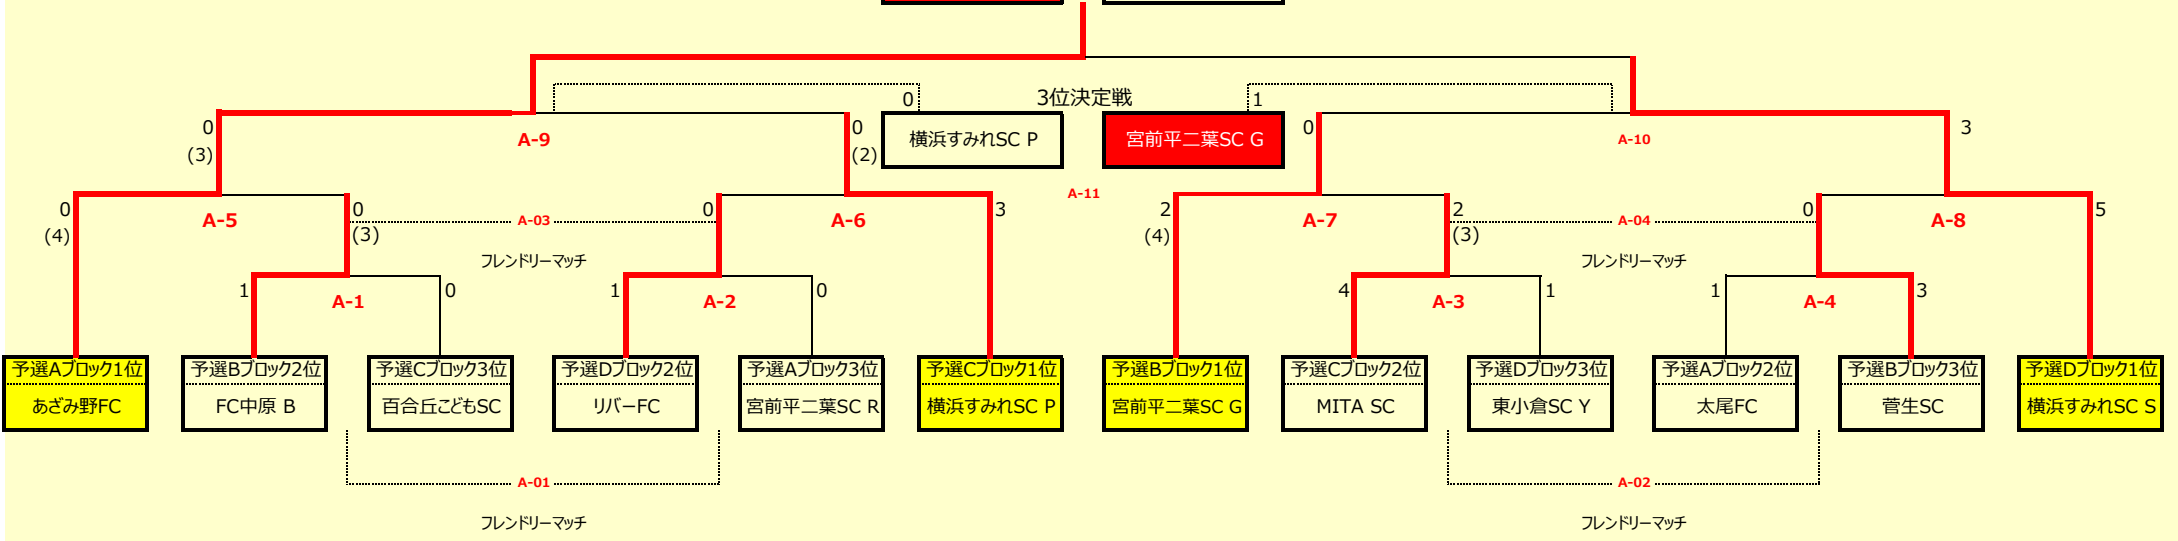 3位決定戦
0 1
0 A-9 0 横浜すみれSC P 宮前平二葉SC G 0 A-10 3
(3) (2)
A-11
0 A-5 0 A-03 0 A-6 3 2 A-7 2 A-04 0 A-8 5
(4) (3) (4) (3)
フレンドリーマッチ フレンドリーマッチ
1 A-1 0 1 A-2 0 4 A-3 1 1 A-4 3
予選Aブロック1位 予選Bブロック2位 予選Cブロック3位 予選Dブロック2位 予選Aブロック3位 予選Cブロック1位 予選Bブロック1位 予選Cブロック2位 予選Dブロック3位 予選Aブロック2位 予選Bブロック3位 予選Dブロック1位
あざみ野FC FC中原 B 百合丘こどもSC リバーFC 宮前平二葉SC R 横浜すみれSC P 宮前平二葉SC G MITA SC 東小倉SC Y 太尾FC 菅生SC 横浜すみれSC S
A-01 A-02
フレンドリーマッチ フレンドリーマッチ